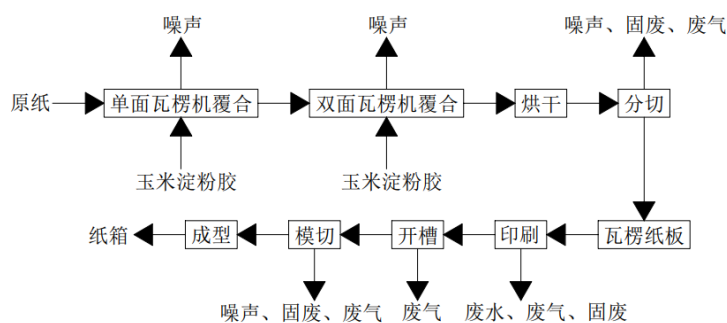 噪声
噪声
噪声、固废、废气
原纸
单面瓦楞机覆合
双面瓦楞机覆合
烘干
分切
玉米淀粉胶
玉米淀粉胶
纸箱
成型
模切
开槽
印刷
瓦楞纸板
噪声、固废、废气
废气
废水、废气、固废